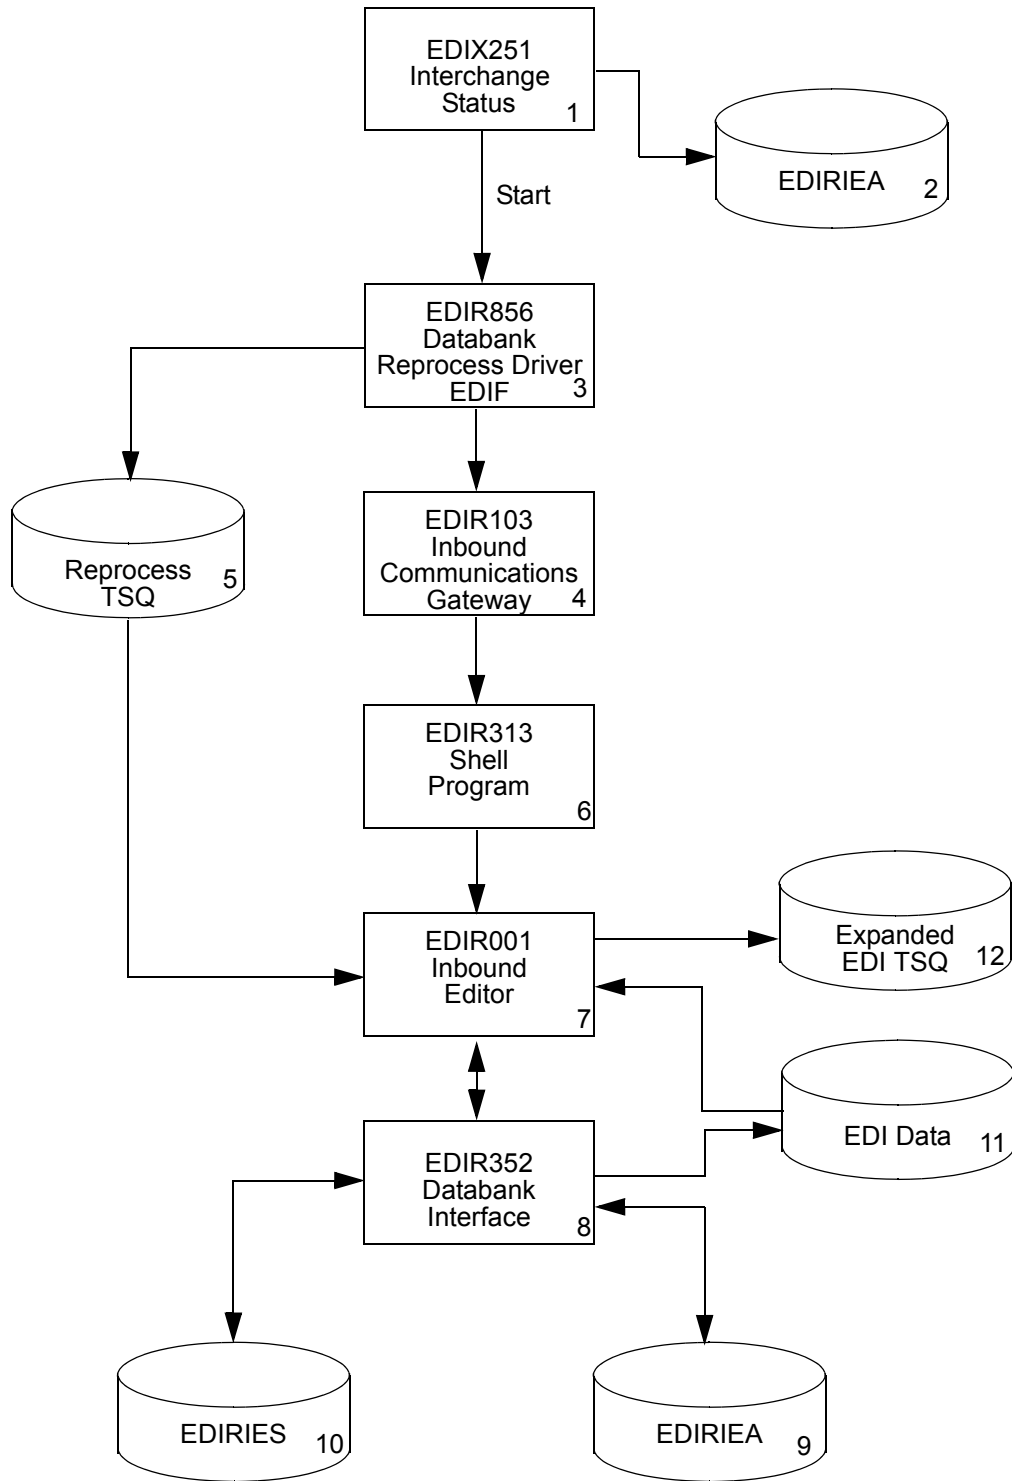 EDIX251
Interchange
Status
1
EDIRIEA
2
Start
EDIR856
Databank
Reprocess Driver
EDIF
3
EDIR103
Inbound
Communications
Gateway
4
Reprocess
TSQ
5
EDIR313
Shell
Program
6
EDIR001
Inbound
Editor
7
Expanded
EDI TSQ
12
EDI Data
11
EDIR352
Databank
Interface
8
EDIRIES
10
EDIRIEA
9